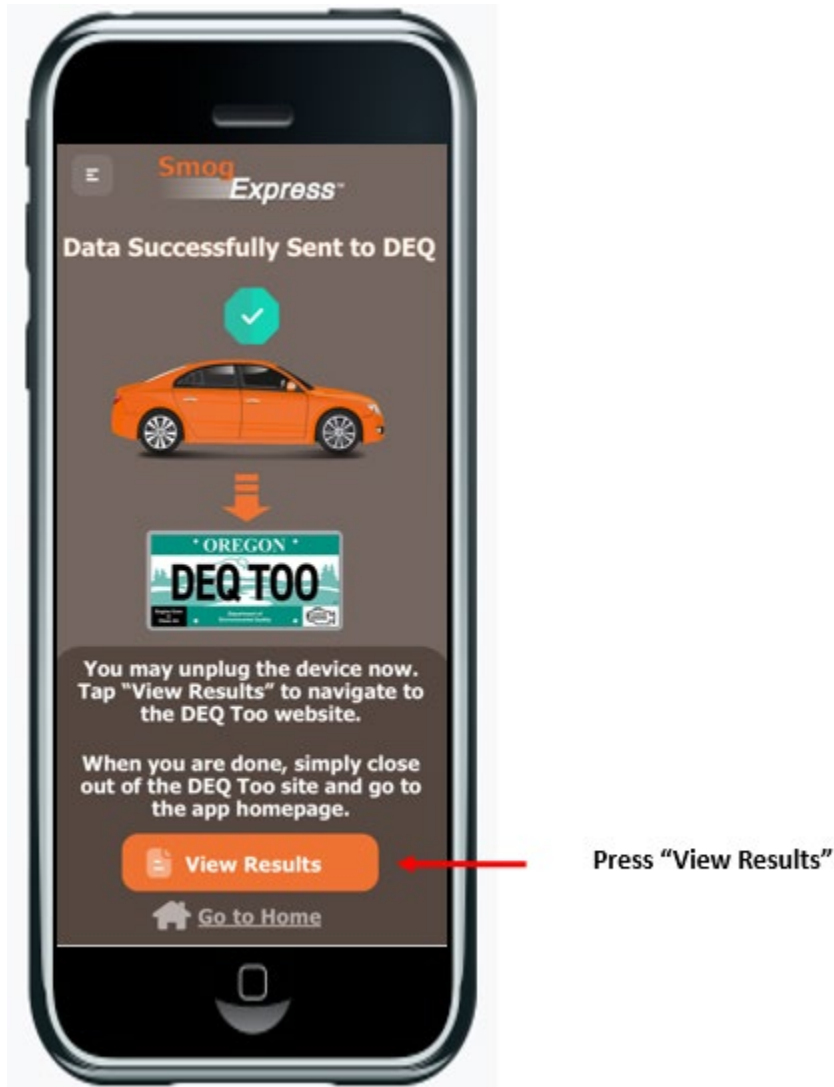 Smog
Express™
Data Successfully Sent to DEQ
* OREGON *
DEQ TOO
Department of
Environmental Quality
You may unplug the device now.
Tap "View Results" to navigate to
the DEQ Too website.
When you are done, simply close
out of the DEQ Too site and go to
the app homepage.
View Results
Press “View Results”
Go to Home